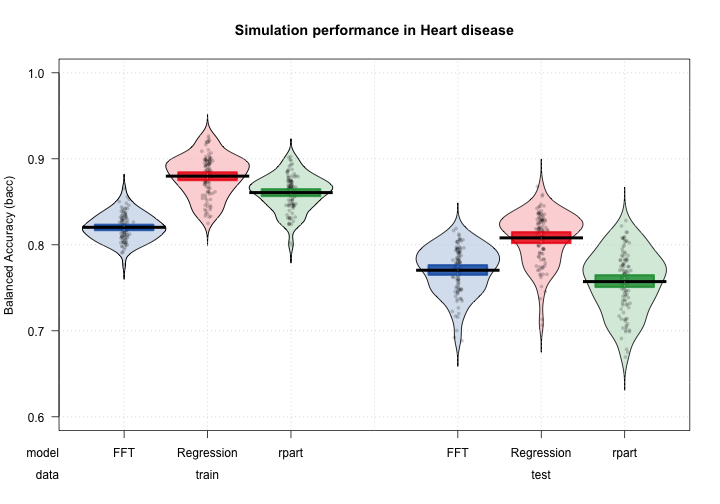 Simulation performance in Heart disease
Balanced Accuracy (bacc)
1.0
0.9
0.8
0.7
0.6
model FFT Regression rpart FFT Regression rpart
data train test